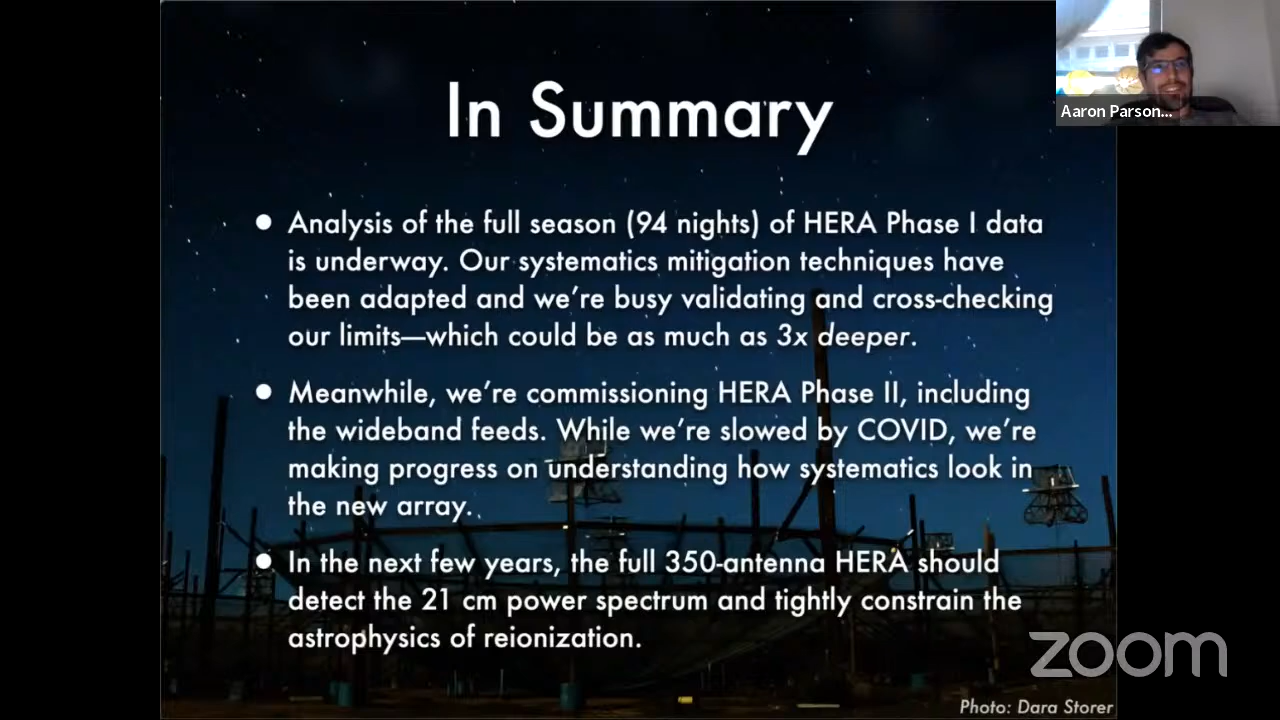 In Summary
• Analysis of the full season (94 nights) of HERA Phase I data
is underway. Our systematics mitigation techniques have
been adapted and we're busy validating and cross-checking
our limits—which could be as much as 3x deeper.
• Meanwhile, we're commissioning HERA Phase II, including
the wideband feeds. While we're slowed by COVID, we're
making progress on understanding how systematics look in
the new array.
• In the next few years, the full 350-antenna HERA should
detect the 21 cm power spectrum and tightly constrain the
astrophysics of reionization.
Photo: Dara Storer
Aaron Parson...
zoom